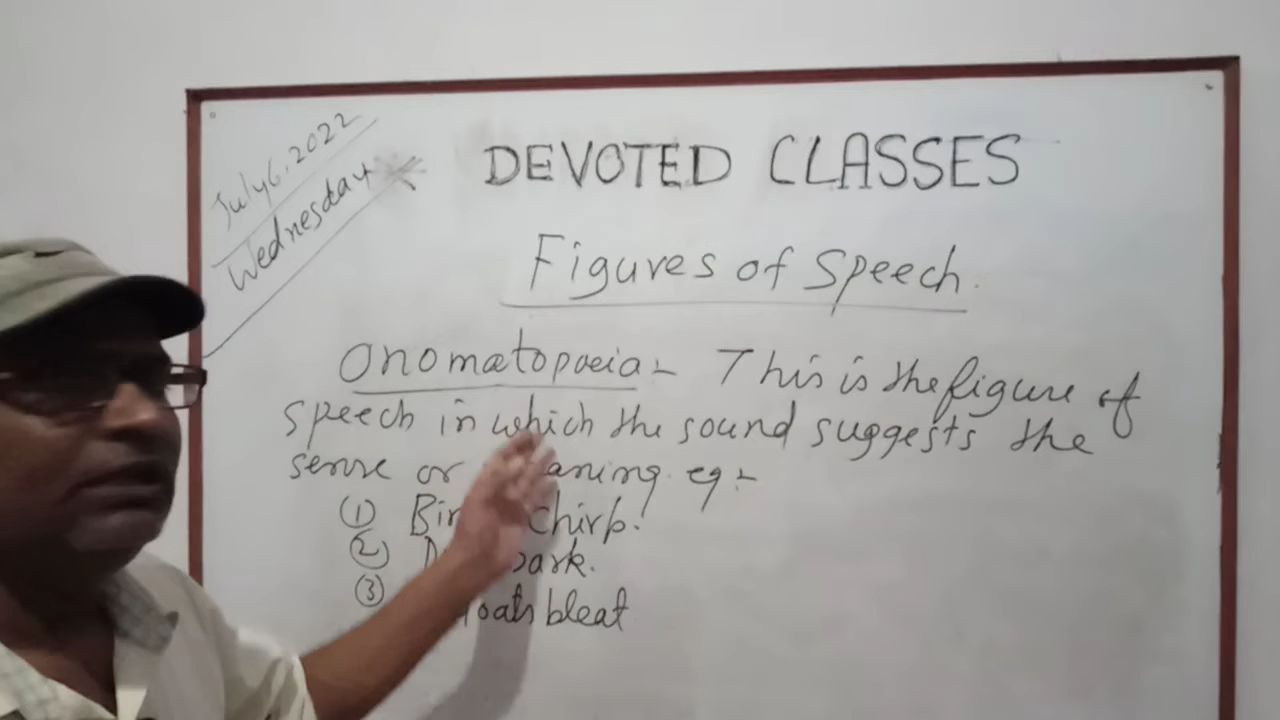 July 6, 2022
Wednesday
DEVOTED CLASSES
Figures of Speech.
Onomatopoeia:- This is the figure of
speech in which the sound suggests the
sense or eg:-
(1) chirp.
(2) bark.
(3) bleat